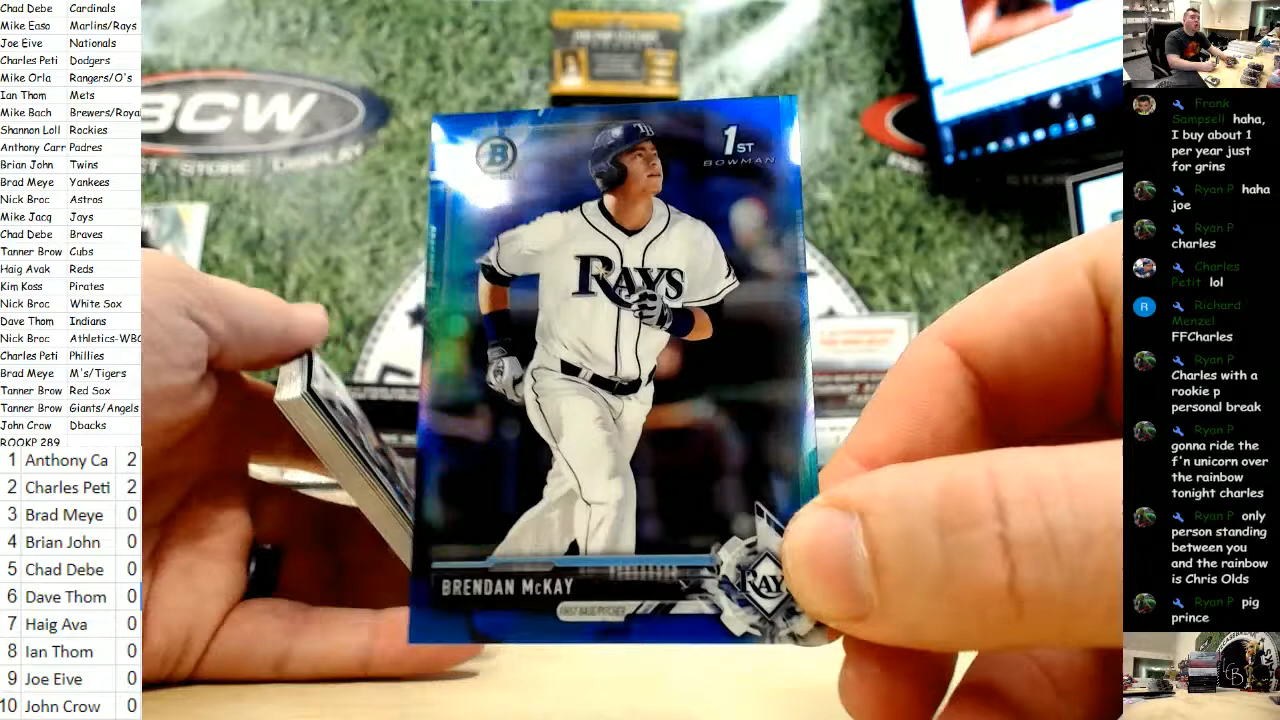 Chad Debe Cardinals
Mike Easo Marlins/Rays
Joe Eive Nationals
Charles Peti Dodgers
Mike Orla Rangers/O's
Ian Thom Mets
Mike Bach Brewers/Roya
Shannon Loll Rockies
Anthony Carr Padres
Brian John Twins
Brad Meye Yankees
Nick Broc Astros
Mike Jacq Jays
Chad Debe Braves
Tanner Brow Cubs
Haig Avak Reds
Kim Koss Pirates
Nick Broc White Sox
Dave Thom Indians
Nick Broc Athletics-WBC
Charles Peti Phillies
Brad Meye M's/Tigers
Tanner Brow Red Sox
Tanner Brow Giants/Angels
John Crow Dbacks
ROOKP 289
1 Anthony Ca 2
2 Charles Peti 2
3 Brad Meye 0
4 Brian John 0
5 Chad Debe 0
6 Dave Thom 0
7 Haig Ava 0
8 Ian Thom 0
9 Joe Eive 0
10 John Crow 0
BCW
B
TB
1ST
BOWMAN
RAYS
BRENDAN McKAY
FIRST BASE/PITCHER
RAYS
Frank
Sampsell haha,
I buy about 1
per year just
for grins
Ryan P haha
joe
Ryan P
charles
Charles
Petit lol
R
Richard
Menzel
FFCharles
Ryan P
Charles with a
rookie p
personal break
Ryan P
gonna ride the
f'n unicorn over
the rainbow
tonight charles
Ryan P only
person standing
between you
and the rainbow
is Chris Olds
Ryan P pig
prince